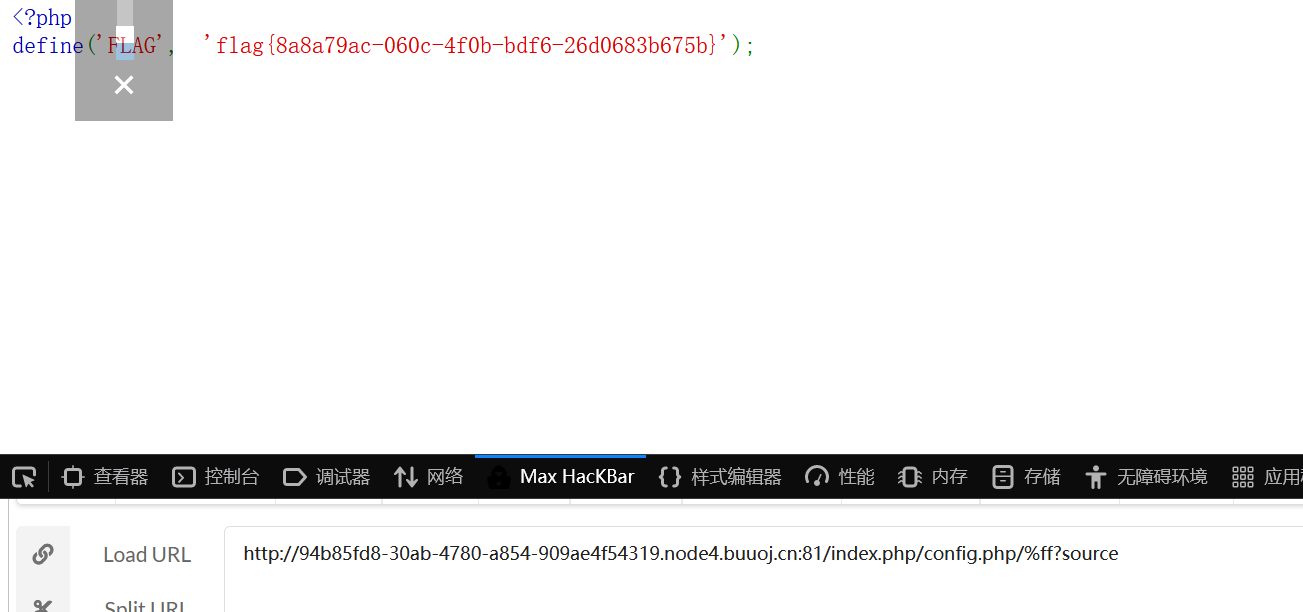 <?php
define('FLAG', 'flag{8a8a79ac-060c-4f0b-bdf6-26d0683b675b}');
查看器 控制台 调试器 网络 Max HacKBar 样式编辑器 性能 内存 存储 无障碍环境 应用
Load URL http://94b85fd8-30ab-4780-a854-909ae4f54319.node4.buuoj.cn:81/index.php/config.php/%ff?source
Split URL